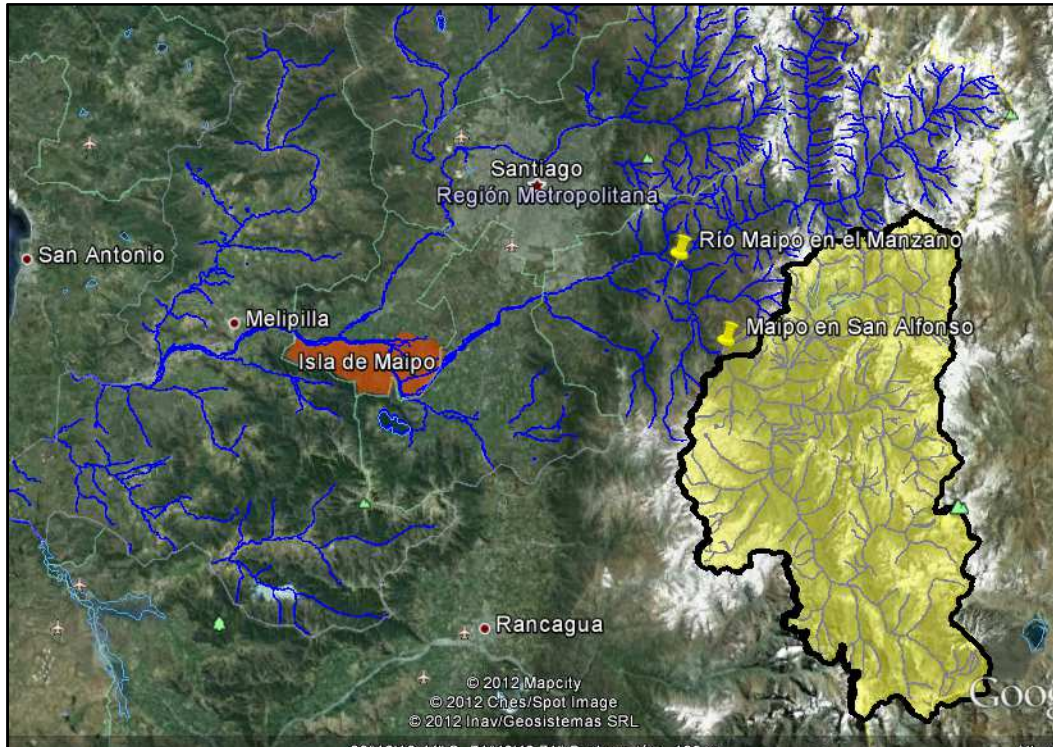 Santiago
Región Metropolitana
Río Maipo en el Manzano
San Antonio
Melipilla
Maipo en San Alfonso
Isla de Maipo
Rancagua
© 2012 Mapcity
© 2012 Cnes/Spot Image
© 2012 Inav/Geosistemas SRL